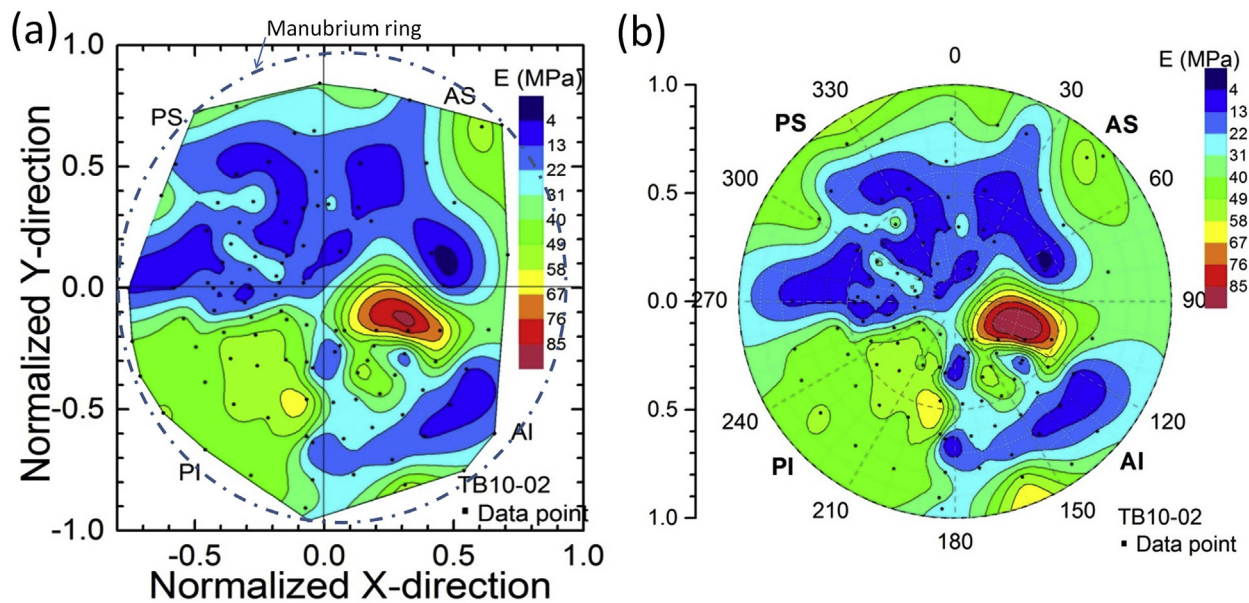 (a)
Manubrium ring
1.0
0.5
0.0
-0.5
-1.0
Normalized Y-direction
-0.5
0.0
0.5
1.0
Normalized X-direction
PS
AS
PI
AI
E (MPa)
4
13
22
31
40
49
58
67
76
85
TB10-02
Data point
(b)
1.0
0.5
0.0
0.5
1.0
0
30
60
90
120
150
180
210
240
270
300
330
PS
AS
PI
AI
E (MPa)
4
13
22
31
40
49
58
67
76
85
TB10-02
Data point